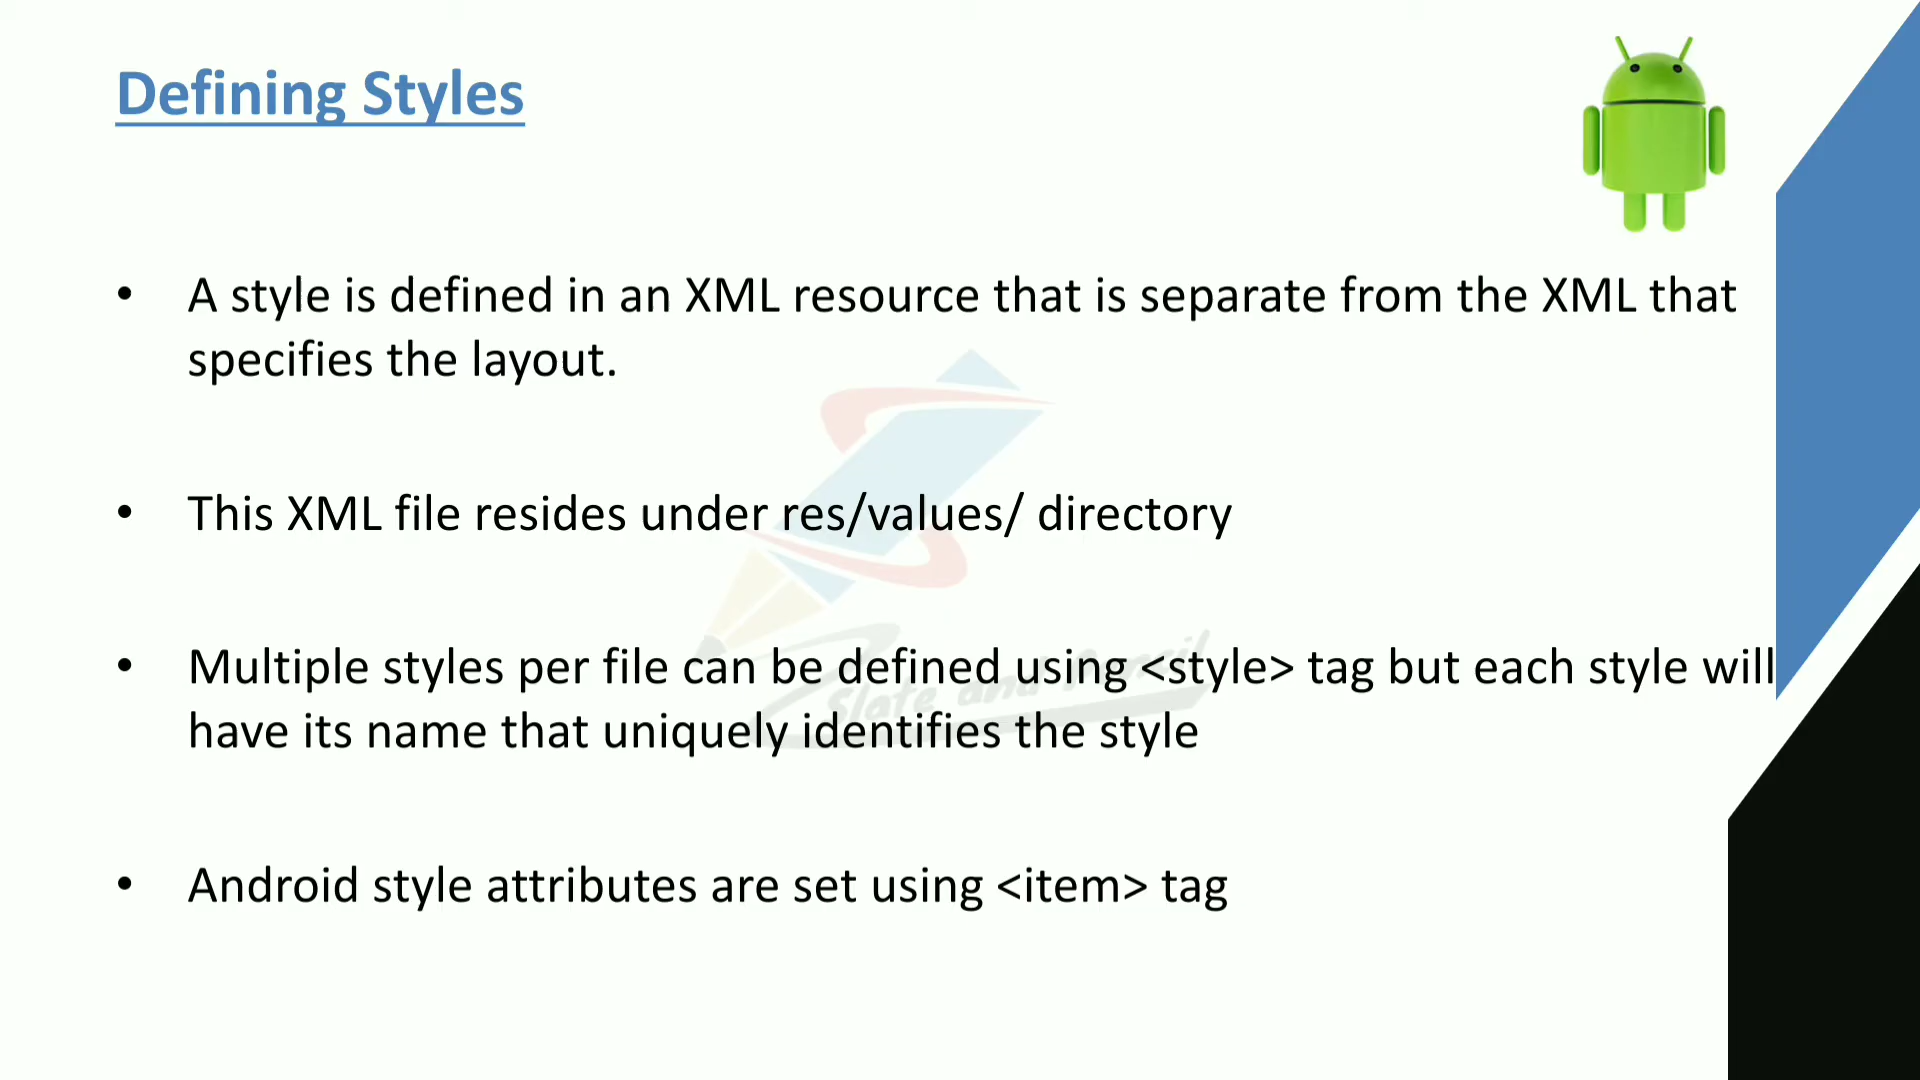 Defining Styles
• A style is defined in an XML resource that is separate from the XML that
specifies the layout.
• This XML file resides under res/values/ directory
• Multiple styles per file can be defined using <style> tag but each style will
have its name that uniquely identifies the style
Slate and Pencil
• Android style attributes are set using <item> tag